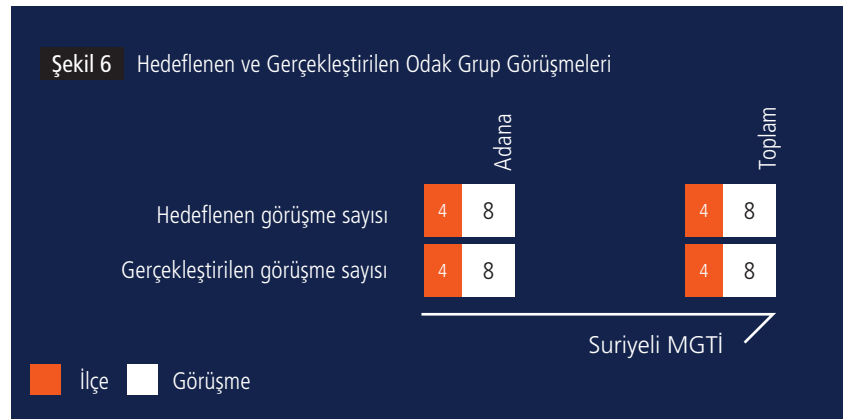 Şekil 6 Hedeflenen ve Gerçekleştirilen Odak Grup Görüşmeleri
Adana
Toplam
Hedeflenen görüşme sayısı 4 8 4 8
Gerçekleştirilen görüşme sayısı 4 8 4 8
Suriyeli MGTİ
İlçe Görüşme